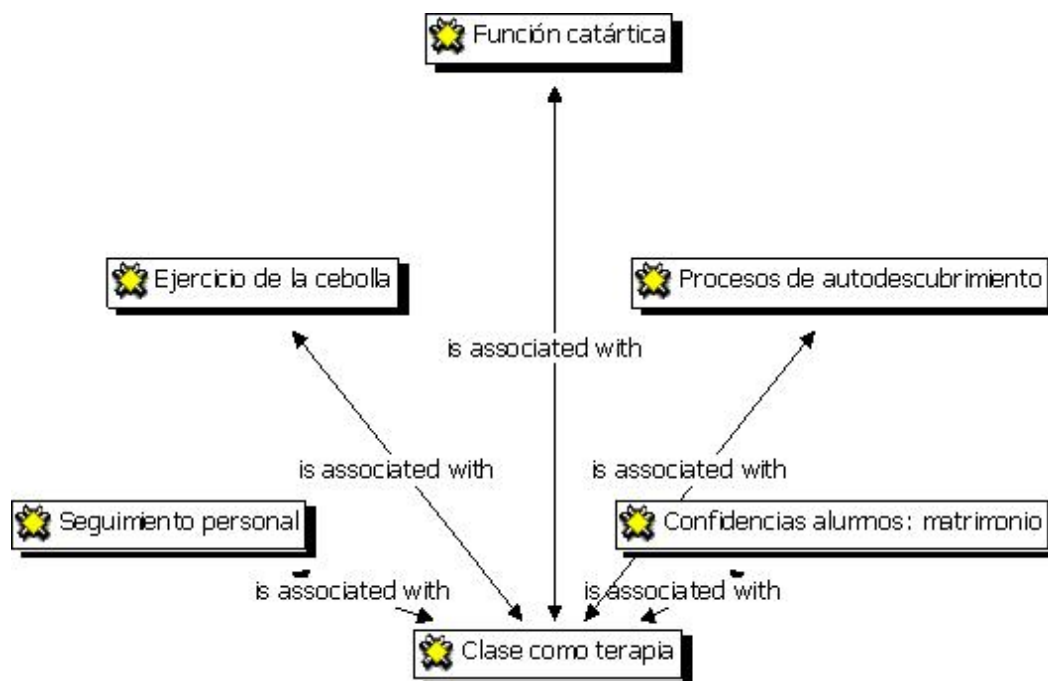 Función catártica
Ejercicio de la cebolla
Procesos de autodescubrimiento
is associated with
is associated with
is associated with
Seguimiento personal
Confidencias alumnos: matrimonio
is associated with
is associated with
Clase como terapia